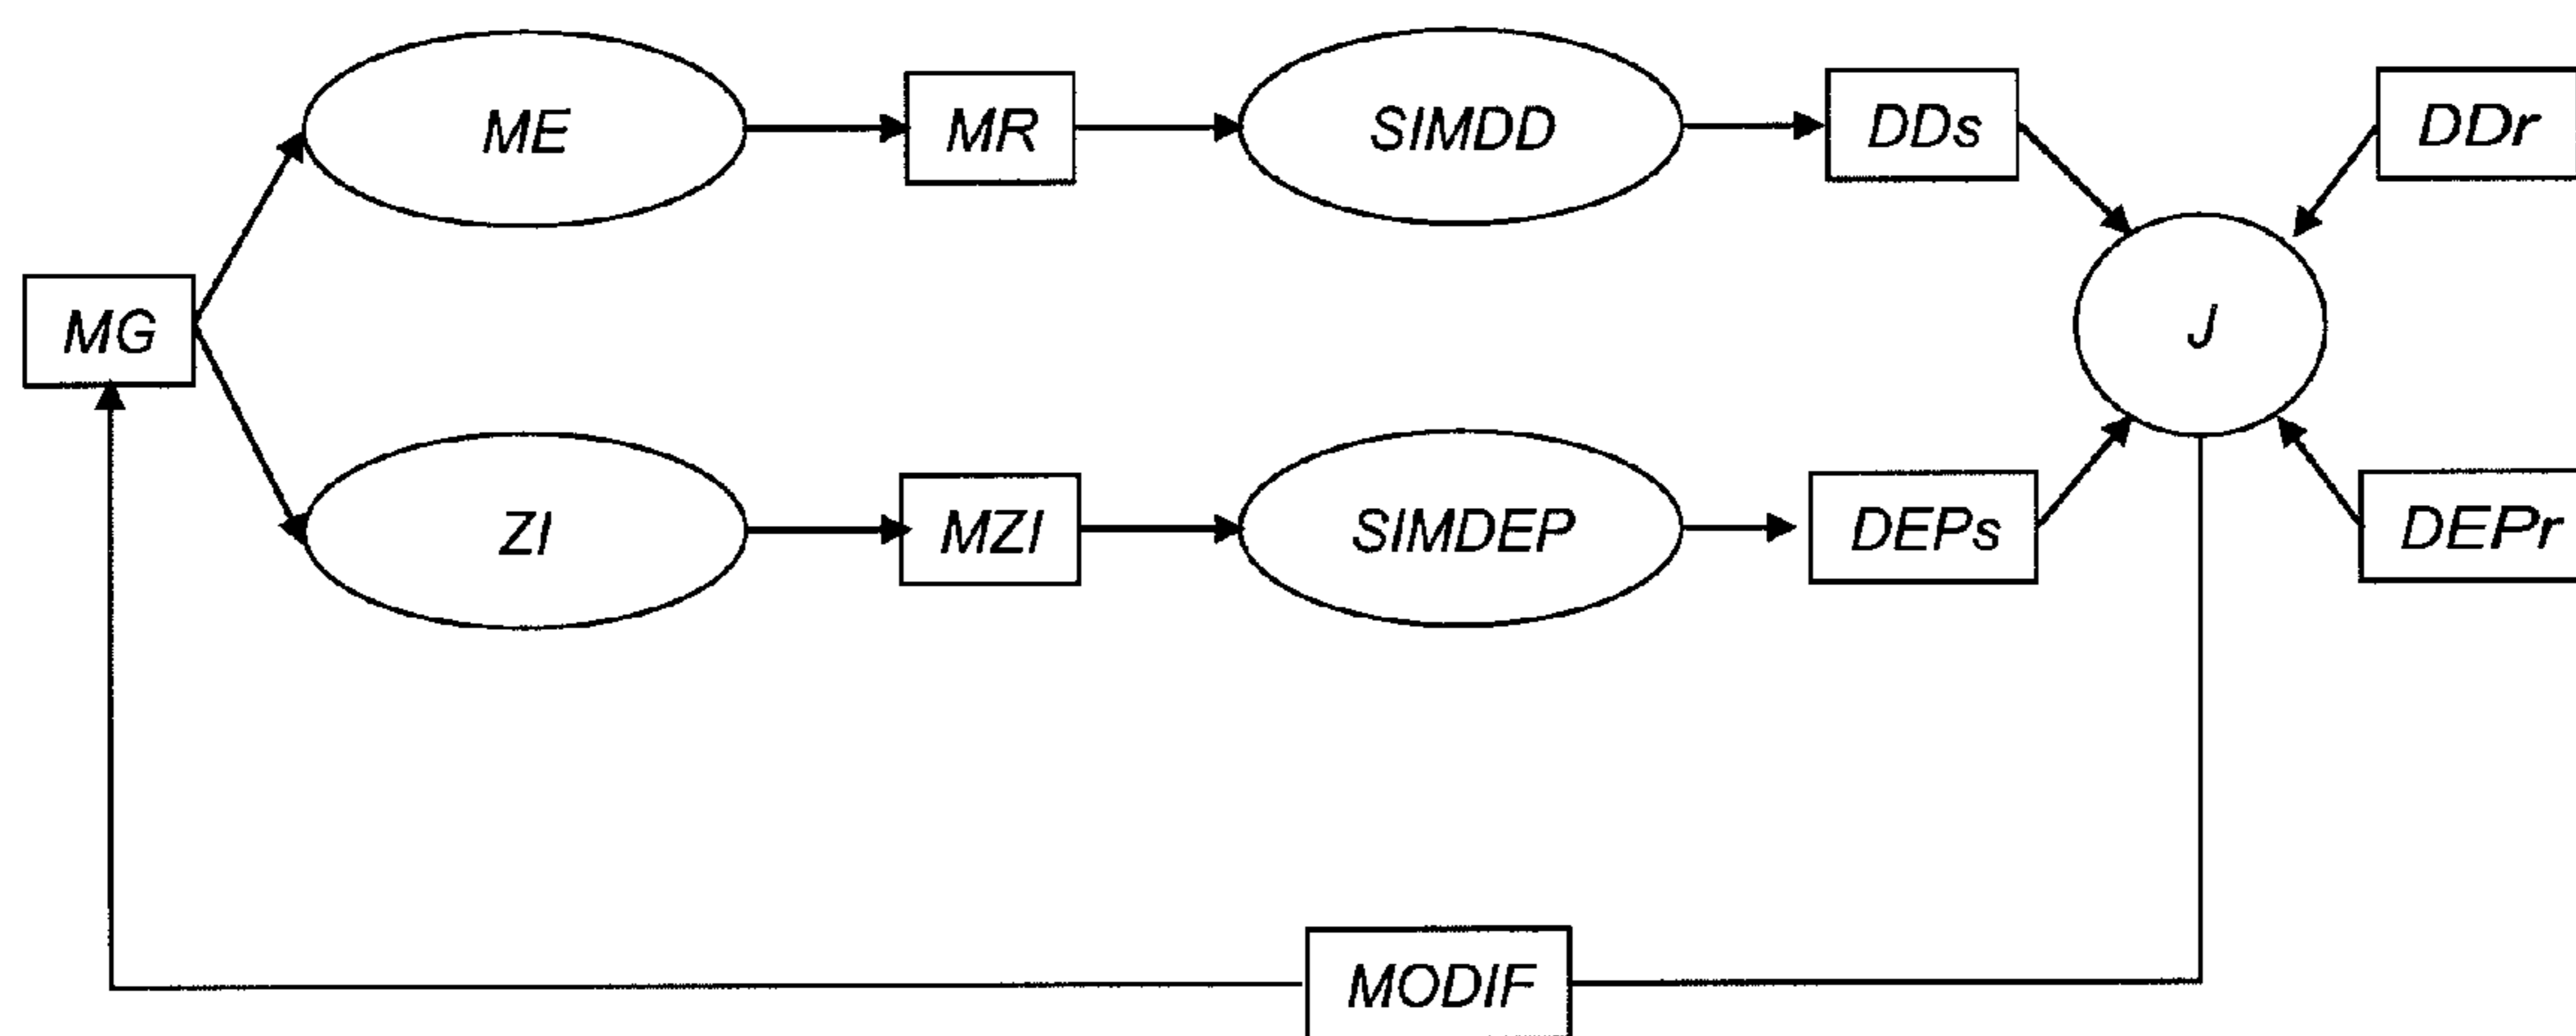 ME
MR
SIMDD
DDs
DDr
MG
J
ZI
MZI
SIMDEP
DEPs
DEPr
MODIF